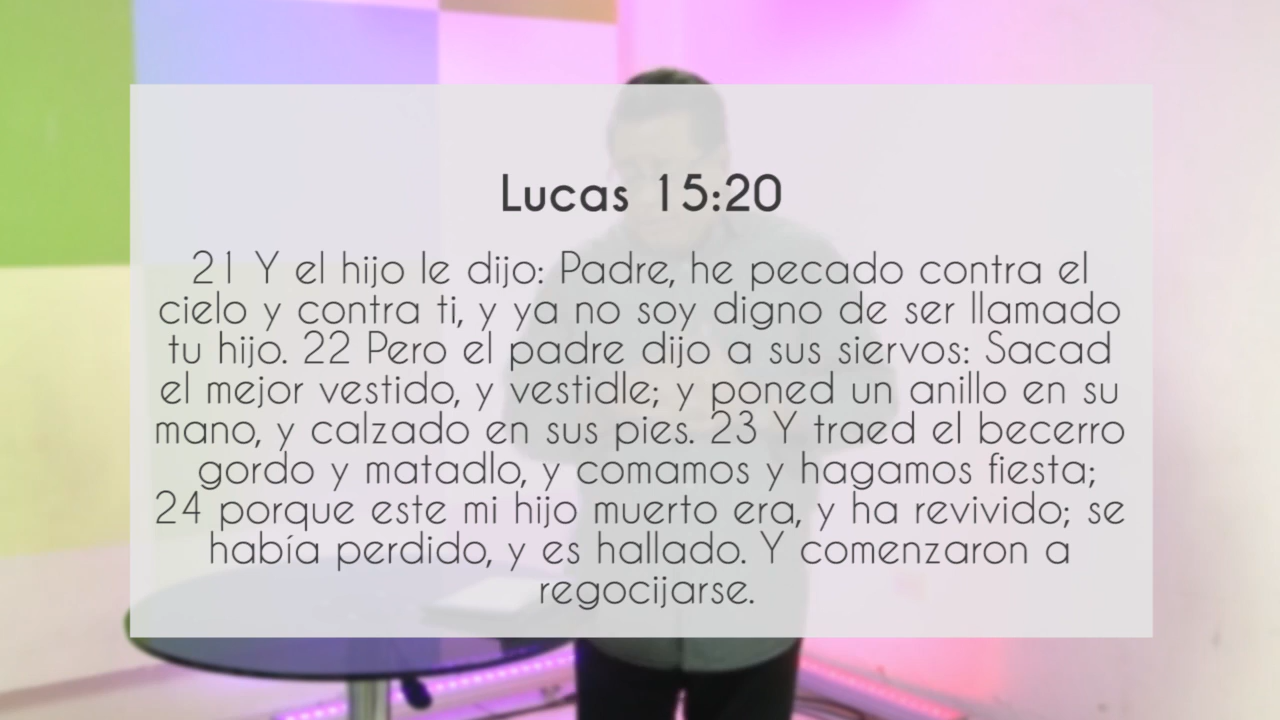 Lucas 15:20
21 Y el hijo le dijo: Padre, he pecado contra el
cielo y contra ti, y ya no soy digno de ser llamado
tu hijo. 22 Pero el padre dijo a sus siervos: Sacad
el mejor vestido, y vestidle; y poned un anillo en su
mano, y calzado en sus pies. 23 Y traed el becerro
gordo y matadlo, y comamos y hagamos fiesta;
24 porque este mi hijo muerto era, y ha revivido; se
había perdido, y es hallado. Y comenzaron a
regocijarse.